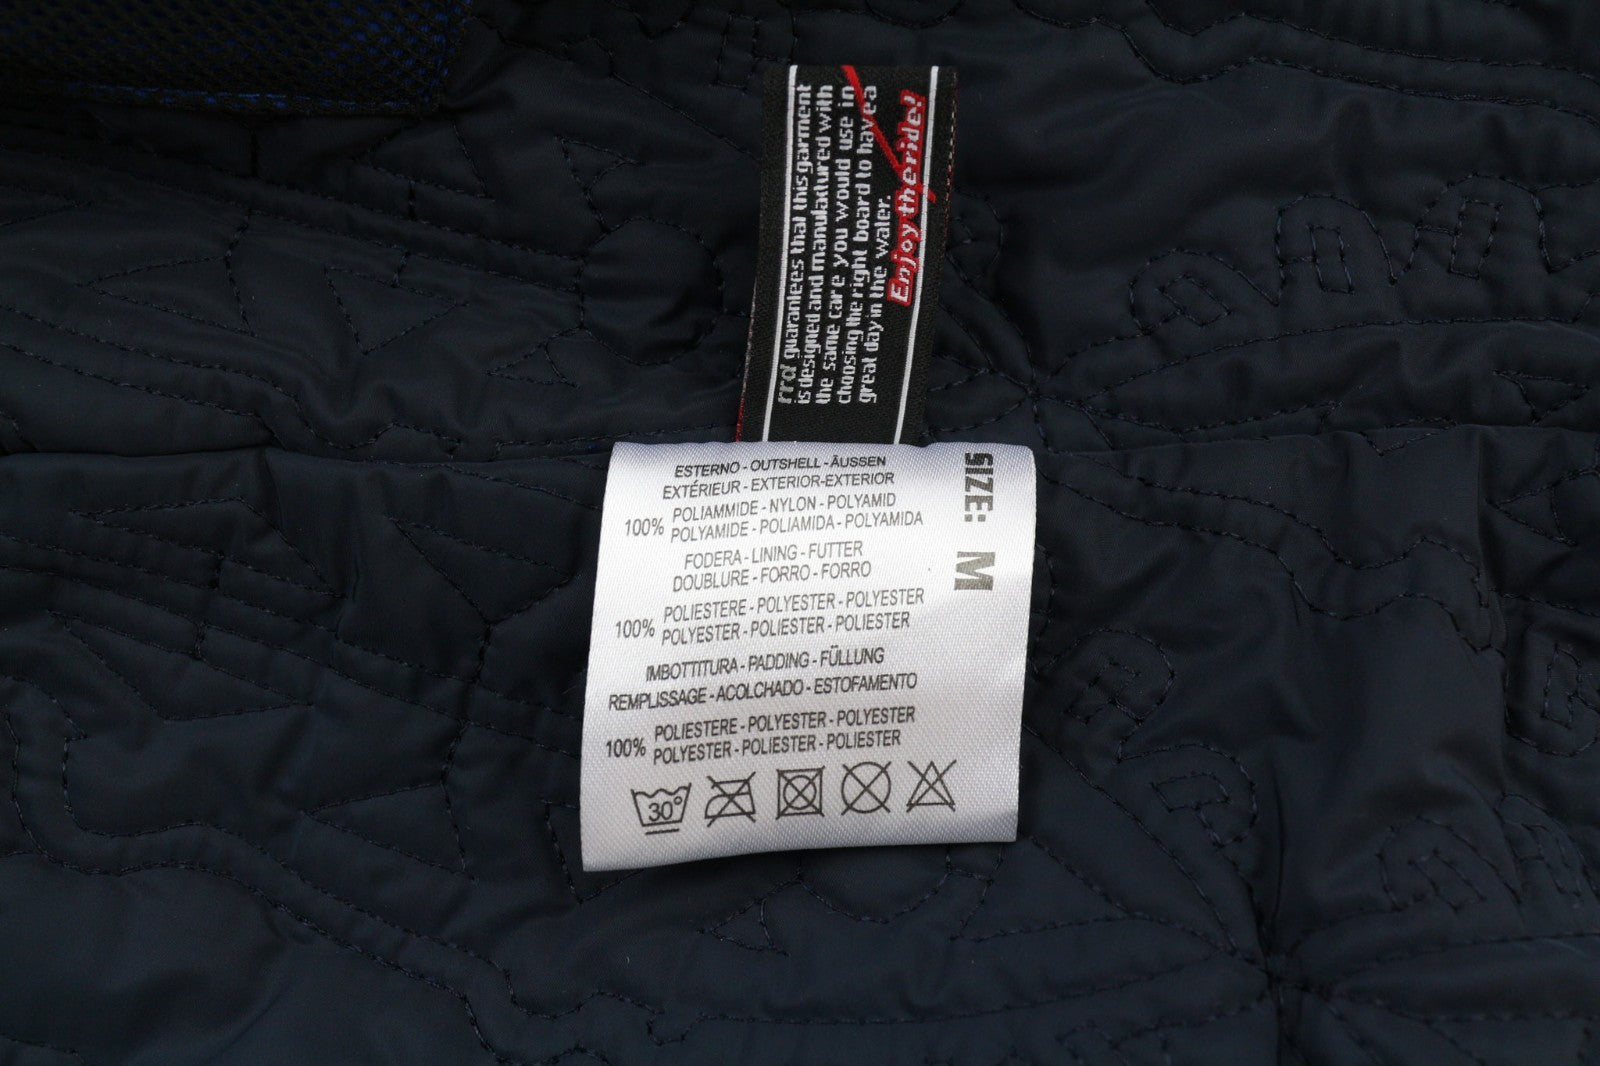 rrd guarantees that this garment
is designed and manufactured with
the same care you would use in
choosing the right board to have a
great day in the water.
Enjoy the ride!
SIZE: M
ESTERNO - OUTSHELL - ÄUSSEN
EXTÉRIEUR - EXTERIOR-EXTERIOR
100% POLIAMMIDE - NYLON - POLYAMID
POLYAMIDE - POLIAMIDA - POLYAMIDA
FODERA - LINING - FUTTER
DOUBLURE - FORRO - FORRO
100% POLIESTERE - POLYESTER - POLYESTER
POLYESTER - POLIESTER - POLIESTER
IMBOTTITURA - PADDING - FÜLLUNG
REMPLISSAGE - ACOLCHADO - ESTOFAMENTO
100% POLIESTERE - POLYESTER - POLYESTER
POLYESTER - POLIESTER - POLIESTER
30°